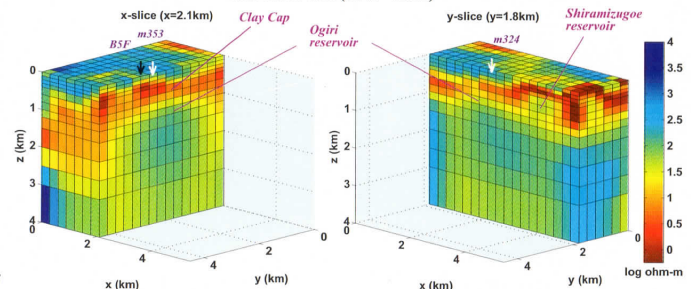 x-slice (x=2.1km)
Clay Cap
B5F
m353
Ogiri
reservoir
y-slice (y=1.8km)
m324
Shiramizugoe
reservoir
0
1
2
3
4
z (km)
0
2
4
x (km)
4
2
0
y (km)
0
1
2
3
4
z (km)
0
2
4
x (km)
4
2
0
y (km)
4
3.5
3
2.5
2
1.5
1
0.5
0
log ohm-m